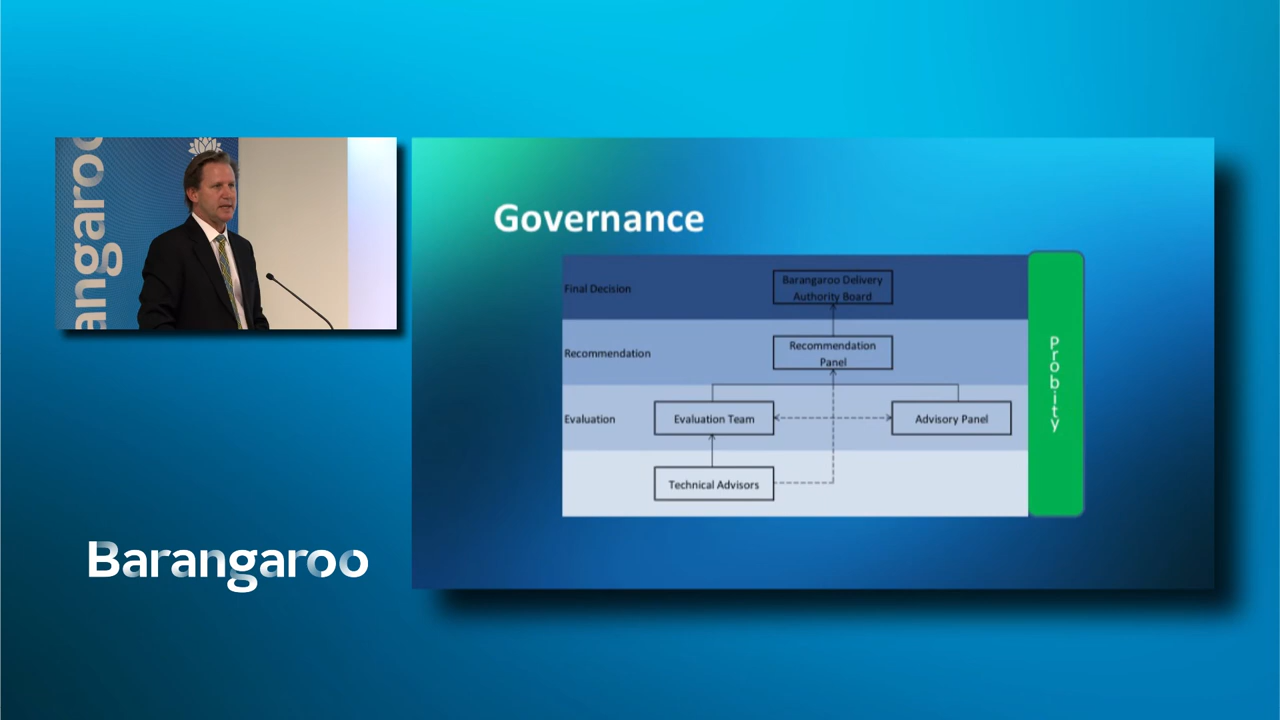 angaroo
Governance
Final Decision
Barangaroo Delivery
Authority Board
Recommendation
Recommendation
Panel
Evaluation
Evaluation Team
Advisory Panel
Technical Advisors
Probity
Barangaroo